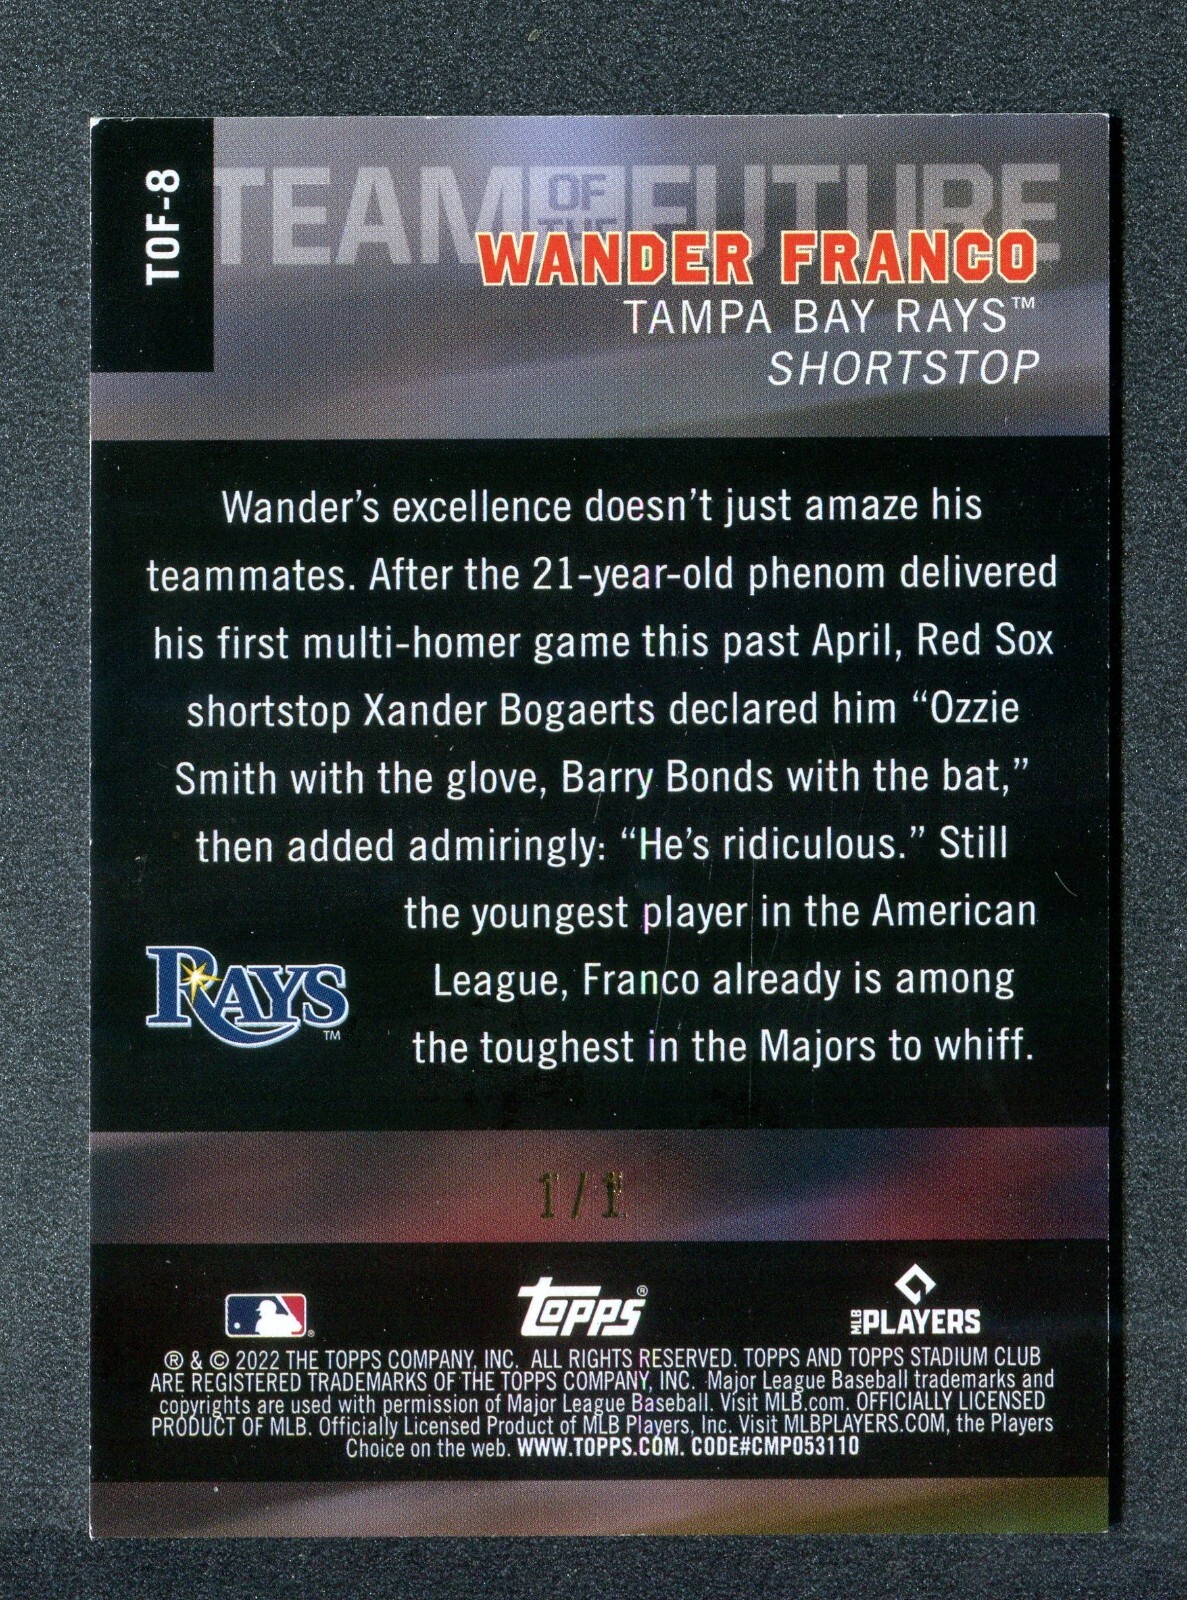 TOF-8
TEAM OF THE FUTURE
WANDER FRANCO
TAMPA BAY RAYS™
SHORTSTOP
Wander's excellence doesn't just amaze his
teammates. After the 21-year-old phenom delivered
his first multi-homer game this past April, Red Sox
shortstop Xander Bogaerts declared him “Ozzie
Smith with the glove, Barry Bonds with the bat,”
then added admiringly: “He's ridiculous.” Still
the youngest player in the American
League, Franco already is among
the toughest in the Majors to whiff.
RAYS™
1/1
topps®
MLB PLAYERS
® & © 2022 THE TOPPS COMPANY, INC. ALL RIGHTS RESERVED. TOPPS AND TOPPS STADIUM CLUB
ARE REGISTERED TRADEMARKS OF THE TOPPS COMPANY, INC. Major League Baseball trademarks and
copyrights are used with permission of Major League Baseball. Visit MLB.com. OFFICIALLY LICENSED
PRODUCT OF MLB. Officially Licensed Product of MLB Players, Inc. Visit MLBPLAYERS.COM, the Players
Choice on the web. WWW.TOPPS.COM. CODE#CMP053110